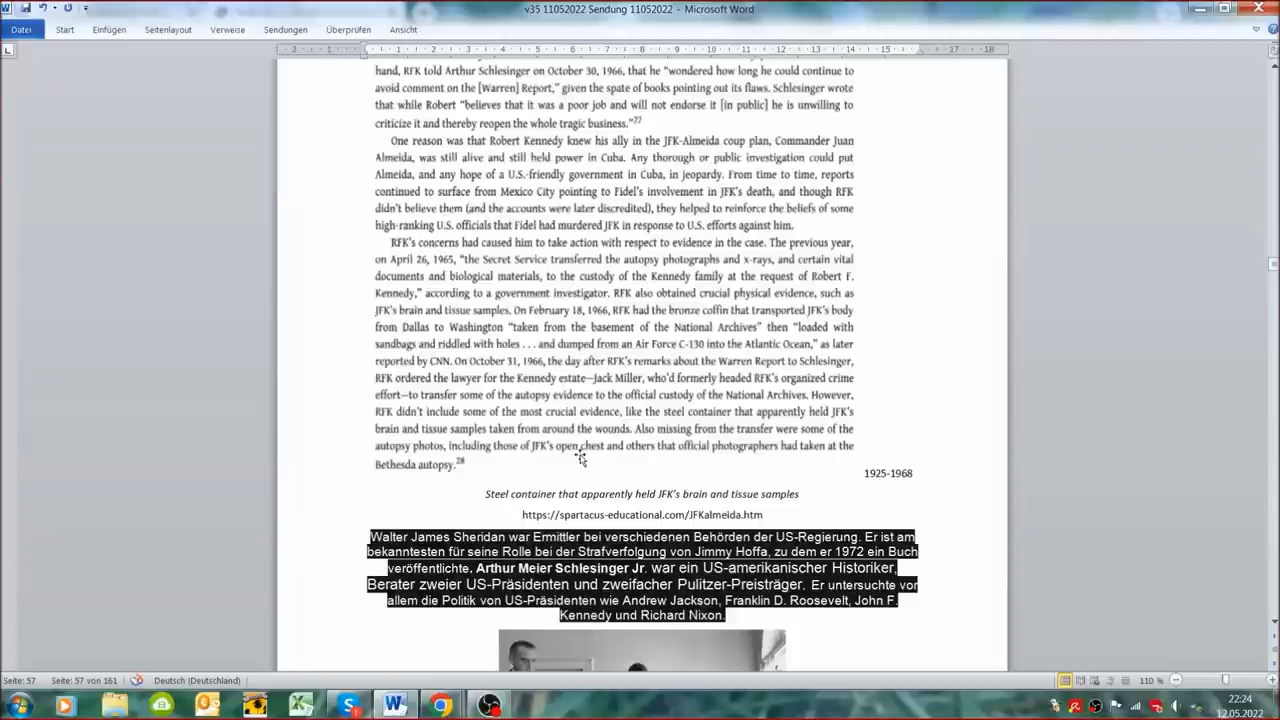 v35 11052022 Sendung 11052022 - Microsoft Word
Datei Start Einfügen Seitenlayout Verweise Sendungen Überprüfen Ansicht
2 1 1 2 3 4 5 6 7 8 9 10 11 12 13 14 15 17 18
hand, RFK told Arthur Schlesinger on October 30, 1966, that he "wondered how long he could continue to
avoid comment on the [Warren] Report," given the spate of books pointing out its flaws. Schlesinger wrote
that while Robert "believes that it was a poor job and will not endorse it [in public] he is unwilling to
criticize it and thereby reopen the whole tragic business."27
One reason was that Robert Kennedy knew his ally in the JFK-Almeida coup plan, Commander Juan
Almeida, was still alive and still held power in Cuba. Any thorough or public investigation could put
Almeida, and any hope of a U.S.-friendly government in Cuba, in jeopardy. From time to time, reports
continued to surface from Mexico City pointing to Fidel's involvement in JFK's death, and though RFK
didn't believe them (and the accounts were later discredited), they helped to reinforce the beliefs of some
high-ranking U.S. officials that Fidel had murdered JFK in response to U.S. efforts against him.
RFK's concerns had caused him to take action with respect to evidence in the case. The previous year,
on April 26, 1965, "the Secret Service transferred the autopsy photographs and x-rays, and certain vital
documents and biological materials, to the custody of the Kennedy family at the request of Robert F.
Kennedy," according to a government investigator. RFK also obtained crucial physical evidence, such as
JFK's brain and tissue samples. On February 18, 1966, RFK had the bronze coffin that transported JFK's body
from Dallas to Washington "taken from the basement of the National Archives" then "loaded with
sandbags and riddled with holes . . . and dumped from an Air Force C-130 into the Atlantic Ocean," as later
reported by CNN. On October 31, 1966, the day after RFK's remarks about the Warren Report to Schlesinger,
RFK ordered the lawyer for the Kennedy estate—Jack Miller, who'd formerly headed RFK's organized crime
effort—to transfer some of the autopsy evidence to the official custody of the National Archives. However,
RFK didn't include some of the most crucial evidence, like the steel container that apparently held JFK's
brain and tissue samples taken from around the wounds. Also missing from the transfer were some of the
autopsy photos, including those of JFK's open chest and others that official photographers had taken at the
Bethesda autopsy.28
1925-1968
Steel container that apparently held JFK's brain and tissue samples
https://spartacus-educational.com/JFKalmeida.htm
Walter James Sheridan war Ermittler bei verschiedenen Behörden der US-Regierung. Er ist am
bekanntesten für seine Rolle bei der Strafverfolgung von Jimmy Hoffa, zu dem er 1972 ein Buch
veröffentlichte. Arthur Meier Schlesinger Jr. war ein US-amerikanischer Historiker,
Berater zweier US-Präsidenten und zweifacher Pulitzer-Preisträger. Er untersuchte vor
allem die Politik von US-Präsidenten wie Andrew Jackson, Franklin D. Roosevelt, John F.
Kennedy und Richard Nixon.
Seite: 57 Seite: 57 von 161 Deutsch (Deutschland) 110 %
22:24
12.05.2022